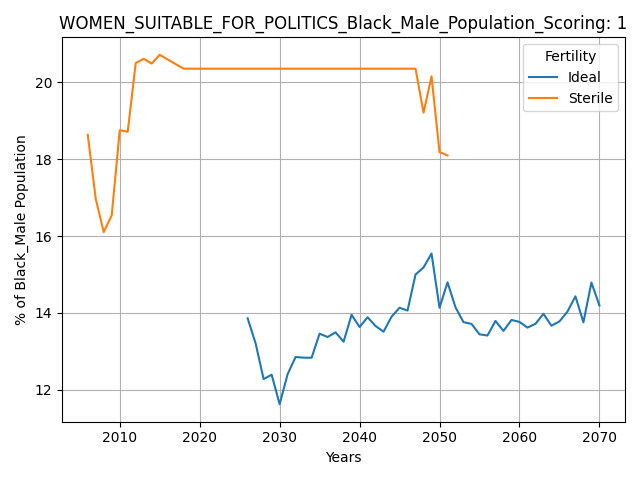 WOMEN_SUITABLE_FOR_POLITICS_Black_Male_Population_Scoring: 1
Fertility
Ideal
Sterile
% of Black_Male Population
20
18
16
14
12
2010
2020
2030
2040
2050
2060
2070
Years